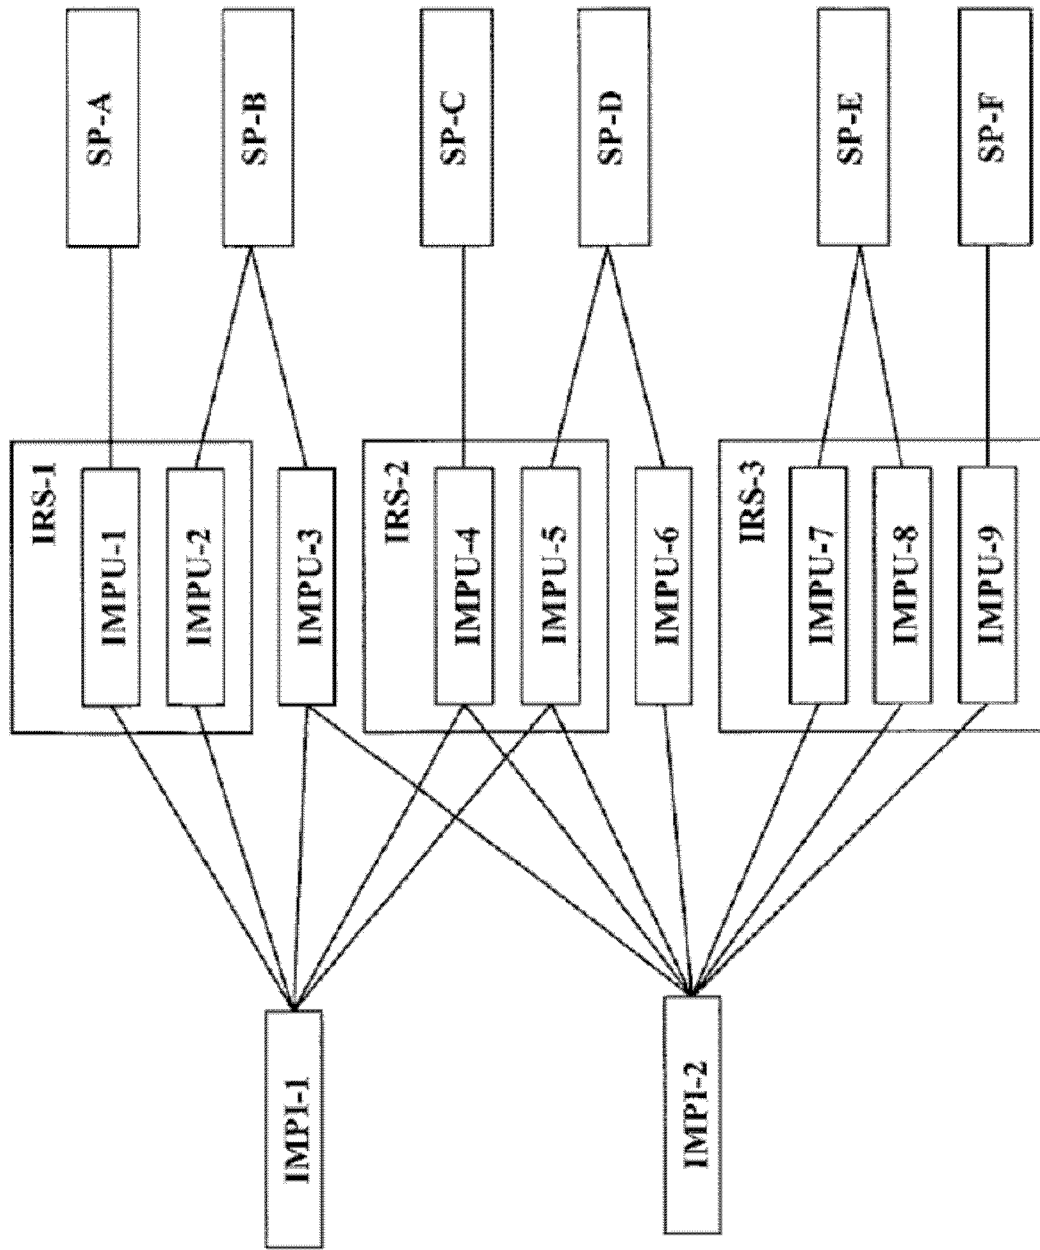 IMPI-1
IMPI-2
IRS-1
IMPU-1
IMPU-2
IMPU-3
IRS-2
IMPU-4
IMPU-5
IMPU-6
IRS-3
IMPU-7
IMPU-8
IMPU-9
SP-A
SP-B
SP-C
SP-D
SP-E
SP-F